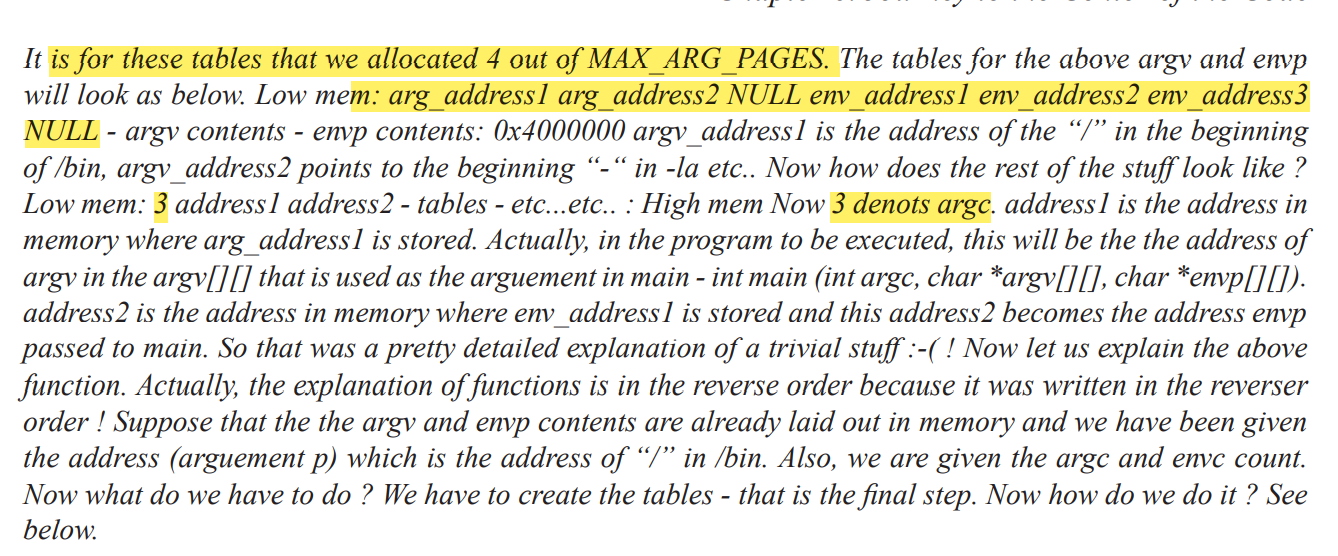 It is for these tables that we allocated 4 out of MAX_ARG_PAGES. The tables for the above argv and envp
will look as below. Low mem: arg_address1 arg_address2 NULL env_address1 env_address2 env_address3
NULL - argv contents - envp contents: 0x4000000 argv_address1 is the address of the “/” in the beginning
of /bin, argv_address2 points to the beginning “-“ in -la etc.. Now how does the rest of the stuff look like ?
Low mem: 3 address1 address2 - tables - etc...etc.. : High mem Now 3 denots argc. address1 is the address in
memory where arg_address1 is stored. Actually, in the program to be executed, this will be the the address of
argv in the argv[][] that is used as the arguement in main - int main (int argc, char *argv[][], char *envp[][]).
address2 is the address in memory where env_address1 is stored and this address2 becomes the address envp
passed to main. So that was a pretty detailed explanation of a trivial stuff :-( ! Now let us explain the above
function. Actually, the explanation of functions is in the reverse order because it was written in the reverser
order ! Suppose that the the argv and envp contents are already laid out in memory and we have been given
the address (arguement p) which is the address of “/” in /bin. Also, we are given the argc and envc count.
Now what do we have to do ? We have to create the tables - that is the final step. Now how do we do it ? See
below.